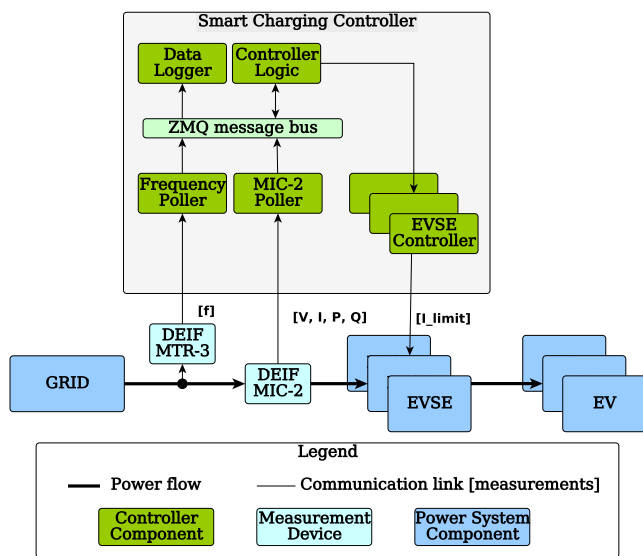 Smart Charging Controller
Data
Logger
Controller
Logic
ZMQ message bus
Frequency
Poller
MIC-2
Poller
EVSE
Controller
[f]
[V, I, P, Q]
[I_limit]
DEIF
MTR-3
GRID
DEIF
MIC-2
EVSE
EV
Legend
Power flow
Communication link [measurements]
Controller
Component
Measurement
Device
Power System
Component